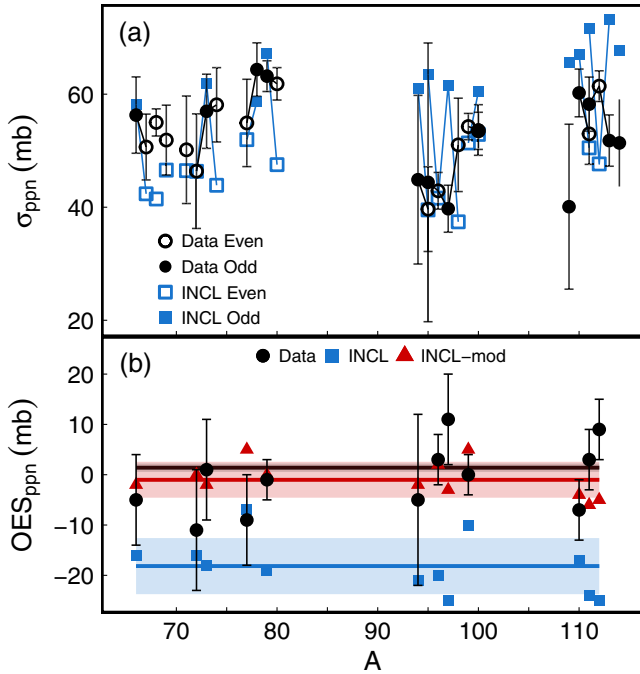 (a)
σppn (mb)
60
40
20
Data Even
Data Odd
INCL Even
INCL Odd
(b)
Data INCL INCL−mod
OESppn (mb)
20
10
0
−10
−20
70 80 90 100 110
A